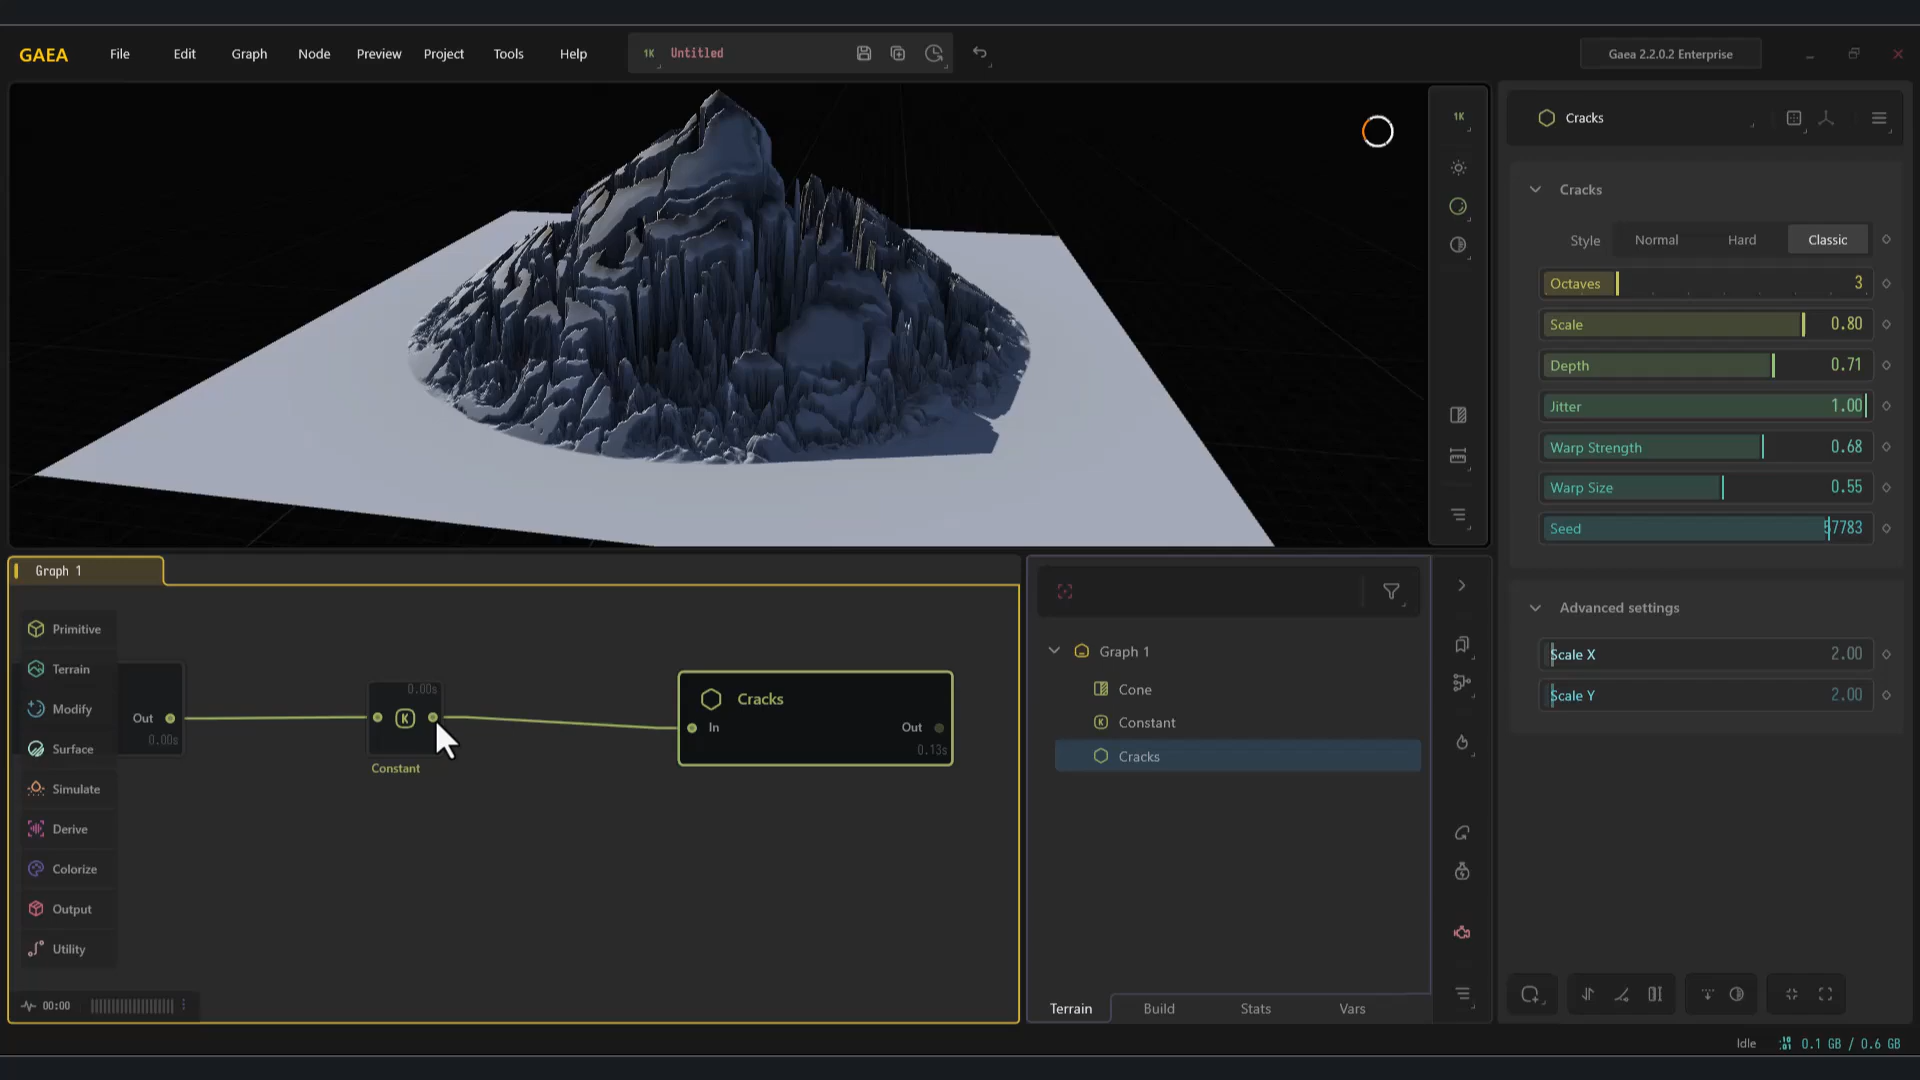 GAEA File Edit Graph Node Preview Project Tools Help 1K Untitled Gaea 2.2.0.2 Enterprise
1K
Cracks
Cracks
Style Normal Hard Classic
Octaves 3
Scale 0.80
Depth 0.71
Jitter 1.00
Warp Strength 0.68
Warp Size 0.55
Seed 57783
Advanced settings
Scale X 2.00
Scale Y 2.00
Graph 1
Primitive
Terrain
Modify
Surface
Simulate
Derive
Colorize
Output
Utility
Out
0.00s
0.00s
K
Constant
Cracks
In Out
0.13s
00:00
Graph 1
Cone
K Constant
Cracks
Terrain Build Stats Vars
Idle 0.1 GB / 0.6 GB